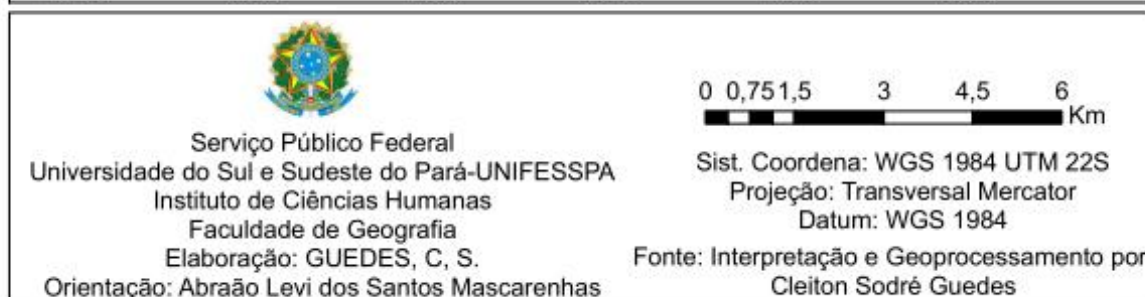 Serviço Público Federal
Universidade do Sul e Sudeste do Pará-UNIFESSPA
Instituto de Ciências Humanas
Faculdade de Geografia
Elaboração: GUEDES, C, S.
Orientação: Abraão Levi dos Santos Mascarenhas
0 0,75 1,5 3 4,5 6
Km
Sist. Coordena: WGS 1984 UTM 22S
Projeção: Transversal Mercator
Datum: WGS 1984
Fonte: Interpretação e Geoprocessamento por
Cleiton Sodré Guedes